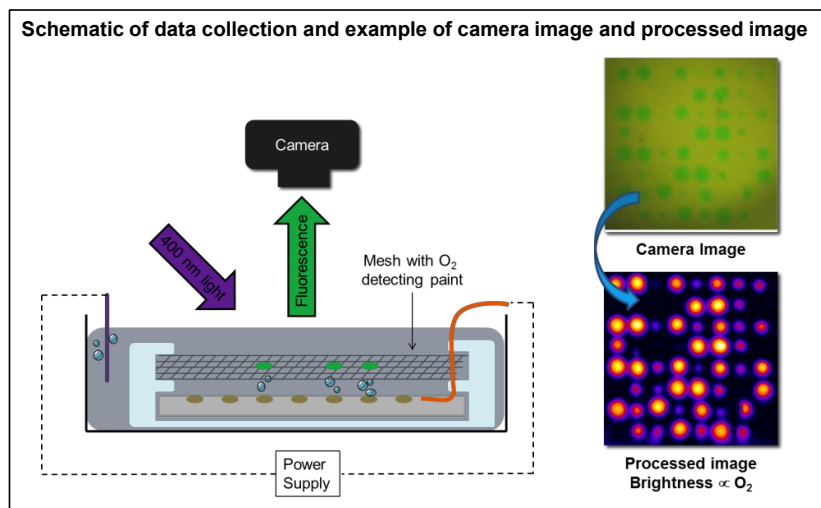 Schematic of data collection and example of camera image and processed image
Camera
400 nm light
Fluorescence
Mesh with O₂
detecting paint
Power
Supply
Camera Image
Processed image
Brightness ∝ O₂